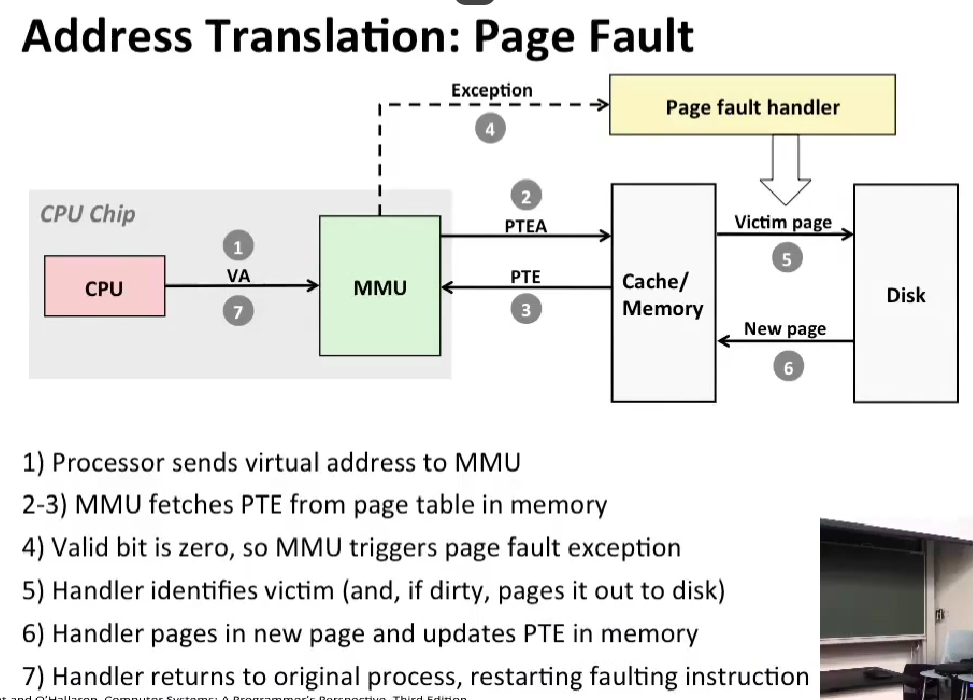 Address Translation: Page Fault
Exception
4
Page fault handler
CPU Chip
2
PTEA
1
VA
7
CPU
MMU
PTE
3
Cache/
Memory
Victim page
5
New page
6
Disk
1) Processor sends virtual address to MMU
2-3) MMU fetches PTE from page table in memory
4) Valid bit is zero, so MMU triggers page fault exception
5) Handler identifies victim (and, if dirty, pages it out to disk)
6) Handler pages in new page and updates PTE in memory
7) Handler returns to original process, restarting faulting instruction
and O'Hallaron, Computer Systems: A Programmer's Perspective, Third Edition